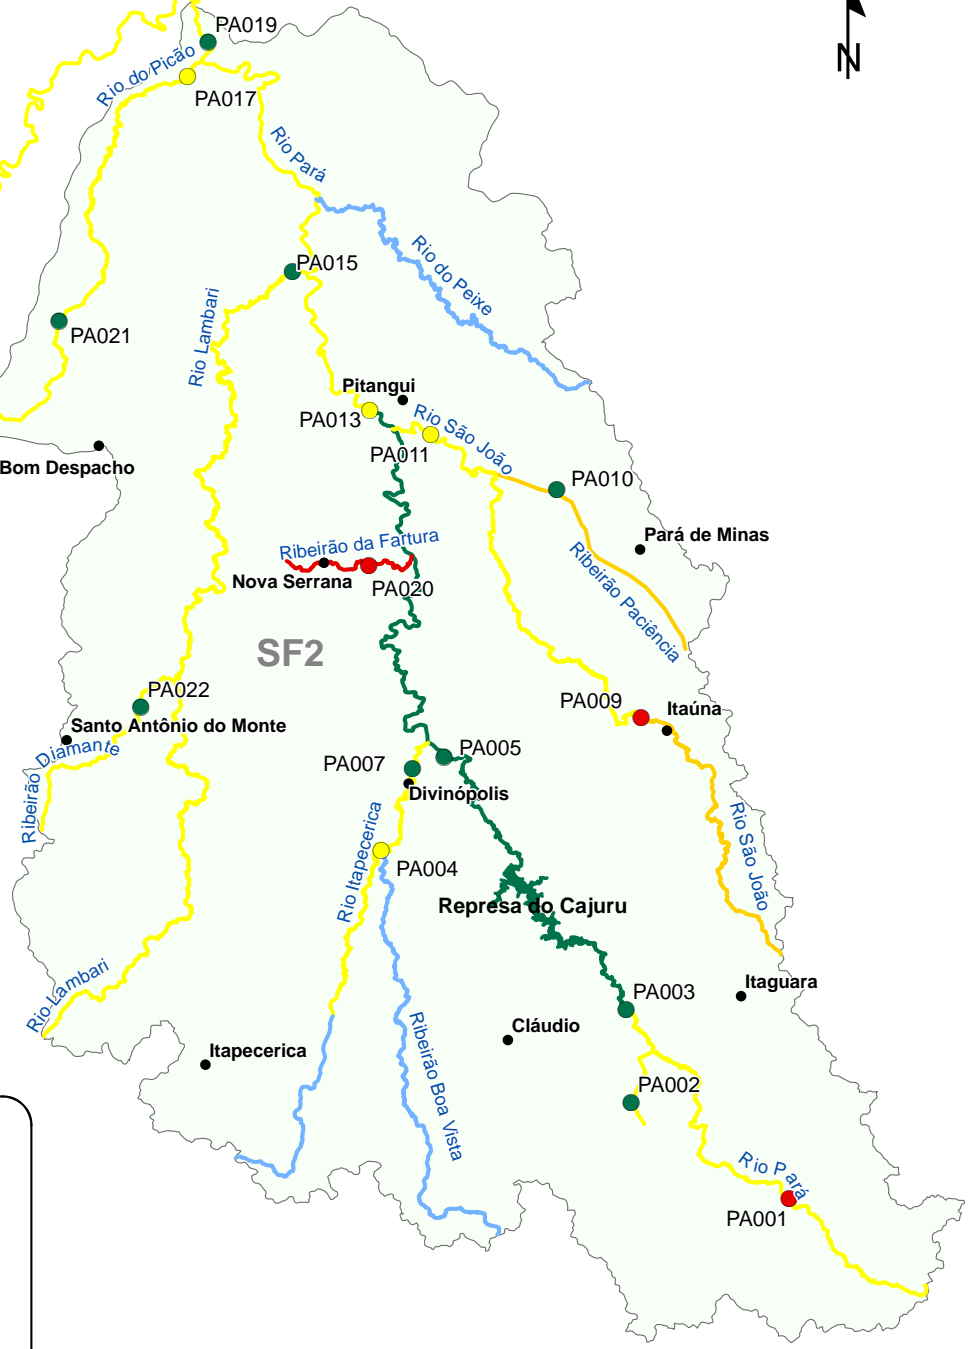 PA019
N
Rio do Picão
PA017
Rio Pará
PA015
Rio do Peixe
Rio Lambari
PA021
Pitangui
PA013
Rio São João
PA011
Bom Despacho
PA010
Pará de Minas
Ribeirão da Fartura
Nova Serrana
PA020
Ribeirão Paciência
SF2
PA022
PA009
Itaúna
Santo Antônio do Monte
Ribeirão Diamante
PA005
PA007
Divinópolis
Rio Itapecerica
PA004
Rio São João
Represa do Cajuru
Rio Lambari
PA003
Itaguara
Cláudio
Itapecerica
Ribeirão Boa Vista
PA002
Rio Pará
PA001